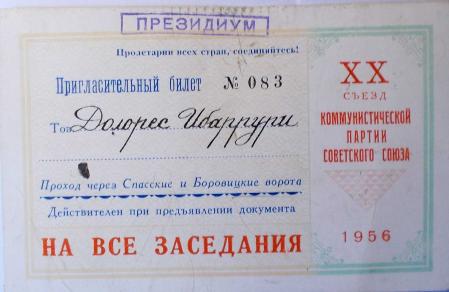 ПРЕЗИДИУМ
Пролетарии всех стран, соединяйтесь!
Пригласительный билет № 083
Тов. Долорес Ибаррури
Проход через Спасские и Боровицкие ворота
Действителен при предъявлении документа
НА ВСЕ ЗАСЕДАНИЯ
XX
СЪЕЗД
КОММУНИСТИЧЕСКОЙ
ПАРТИИ
СОВЕТСКОГО СОЮЗА
1956